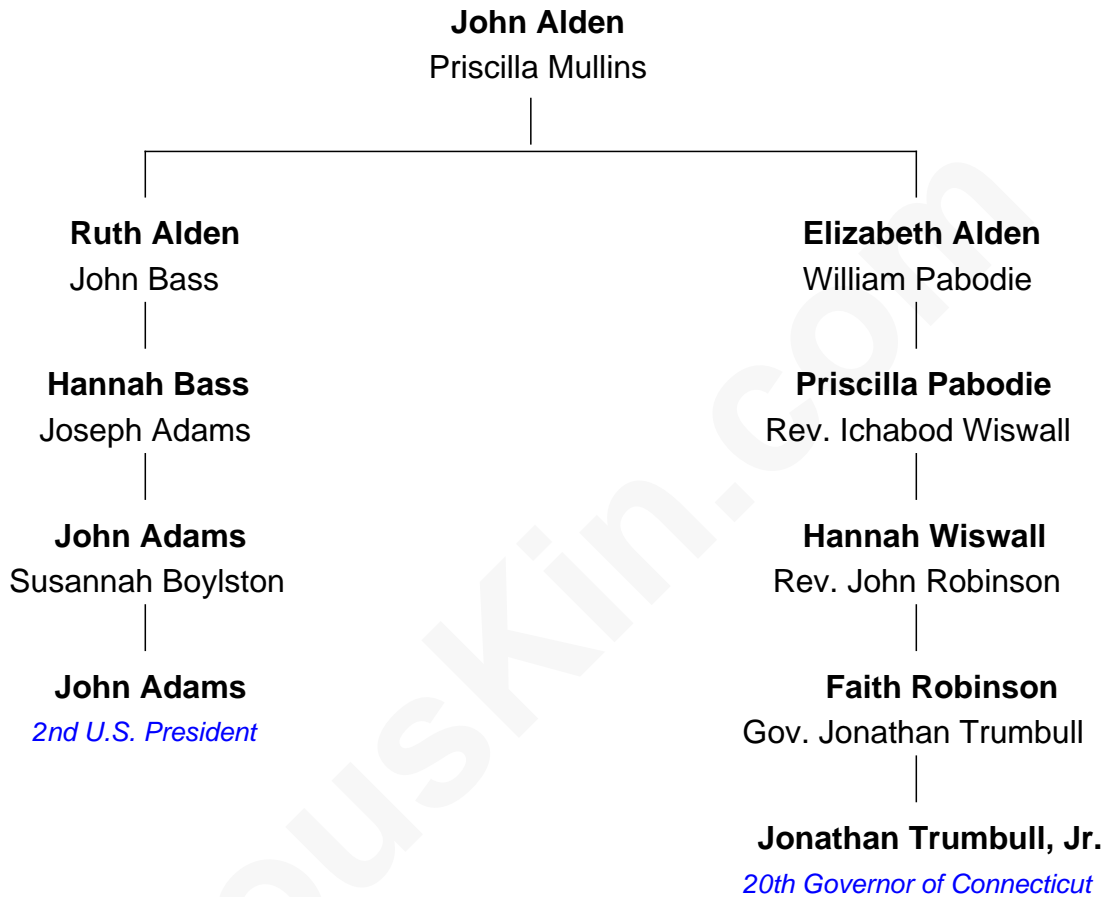 John Alden
Priscilla Mullins
Ruth Alden
John Bass
Elizabeth Alden
William Pabodie
Hannah Bass
Joseph Adams
Priscilla Pabodie
Rev. Ichabod Wiswall
John Adams
Susannah Boylston
Hannah Wiswall
Rev. John Robinson
John Adams
2nd U.S. President
Faith Robinson
Gov. Jonathan Trumbull
Jonathan Trumbull, Jr.
20th Governor of Connecticut
ousKin.com